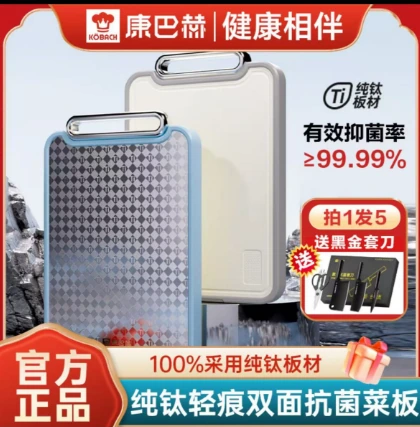 KÖBACH
康巴赫
健康相伴
Ti 纯钛
板材
有效抑菌率
≥99.99%
拍1发5
送黑金套刀
送
官方
正品
100%采用纯钛板材
纯钛轻痕双面抗菌菜板